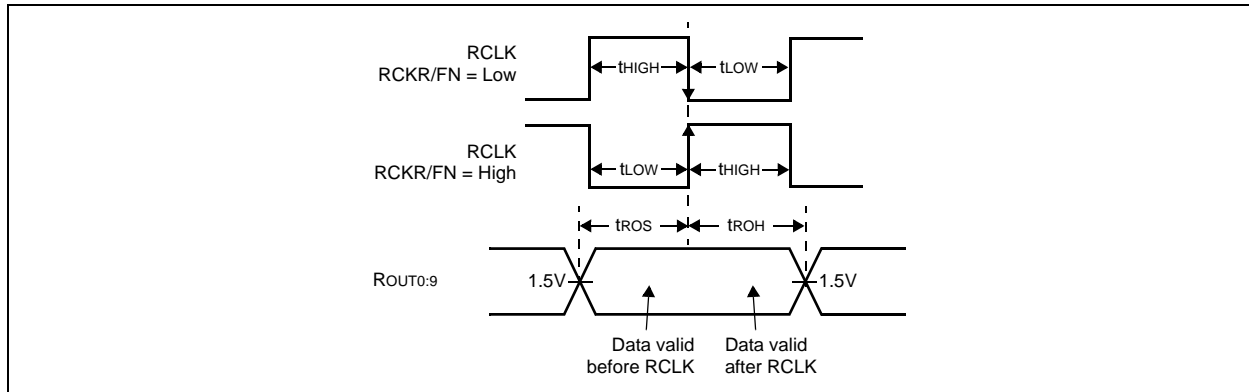 RCLK
RCKR/FN = Low
tHIGH
tLOW
RCLK
RCKR/FN = High
tLOW
tHIGH
tROS
tROH
ROUT0:9
1.5V
1.5V
Data valid
before RCLK
Data valid
after RCLK